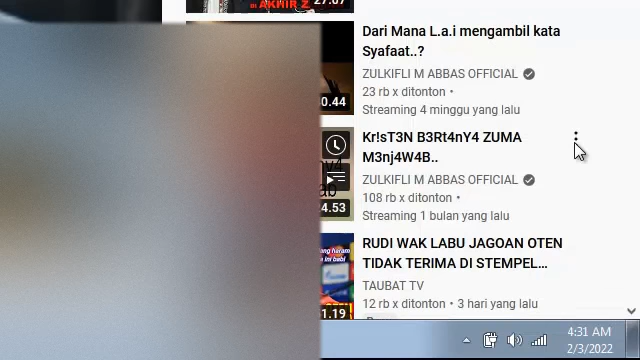 AKHIR Z
Dari Mana L.a.i mengambil kata
Syafaat..?
ZULKIFLI M ABBAS OFFICIAL
23 rb x ditonton •
Streaming 4 minggu yang lalu
0.44
Kr!sT3N B3Rt4nY4 ZUMA
M3nj4W4B..
ZULKIFLI M ABBAS OFFICIAL
108 rb x ditonton •
Streaming 1 bulan yang lalu
4.53
RUDI WAK LABU JAGOAN OTEN
TIDAK TERIMA DI STEMPEL...
TAUBAT TV
12 rb x ditonton • 3 hari yang lalu
1.19
4:31 AM
2/3/2022